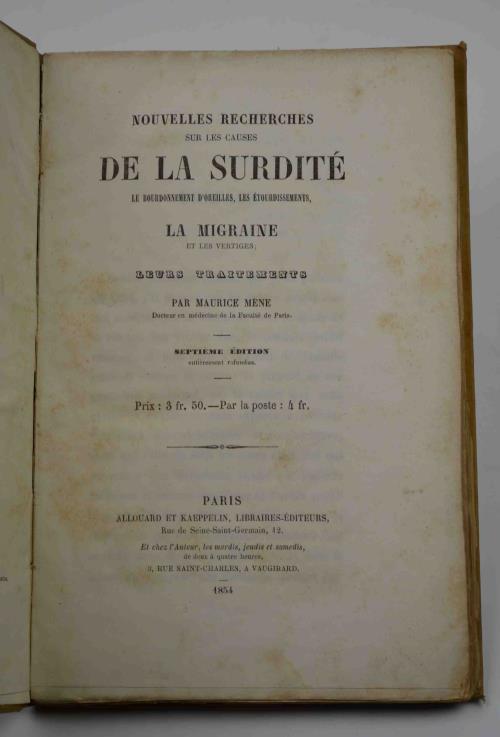 NOUVELLES RECHERCHES
SUR LES CAUSES
DE LA SURDITÉ
LE BOURDONNEMENT D'OREILLES, LES ÉTOURDISSEMENTS,
LA MIGRAINE
ET LES VERTIGES;
LEURS TRAITEMENTS
PAR MAURICE MÈNE
Docteur en médecine de la Faculté de Paris.
SEPTIÈME ÉDITION
entièrement refondue.
Prix : 3 fr. 50.—Par la poste : 4 fr.
PARIS
ALLOUARD ET KAEPPELIN, LIBRAIRES-ÉDITEURS,
Rue de Seine-Saint-Germain, 12.
Et chez l'Auteur, les mardis, jeudis et samedis,
de deux à quatre heures,
3, RUE SAINT-CHARLES, A VAUGIRARD.
1854